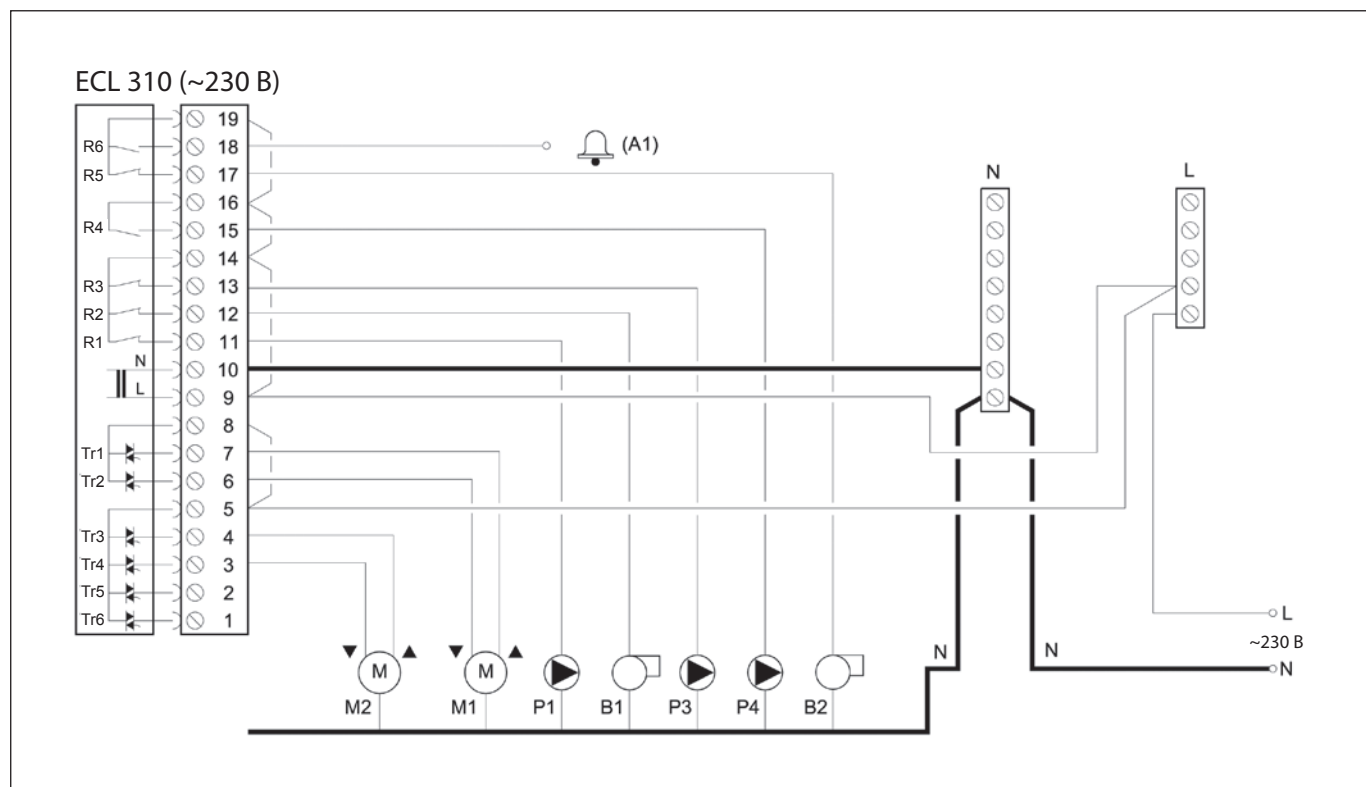 ECL 310 (~230 В)
19
R6 18 (A1)
R5 17
N L
16
R4 15
14
R3 13
R2 12
R1 11
N 10
L 9
8
Tr1 7
Tr2 6
5
Tr3 4
Tr4 3
Tr5 2
Tr6 1
L
~230 В
N N N
M M
M2 M1 P1 B1 P3 P4 B2